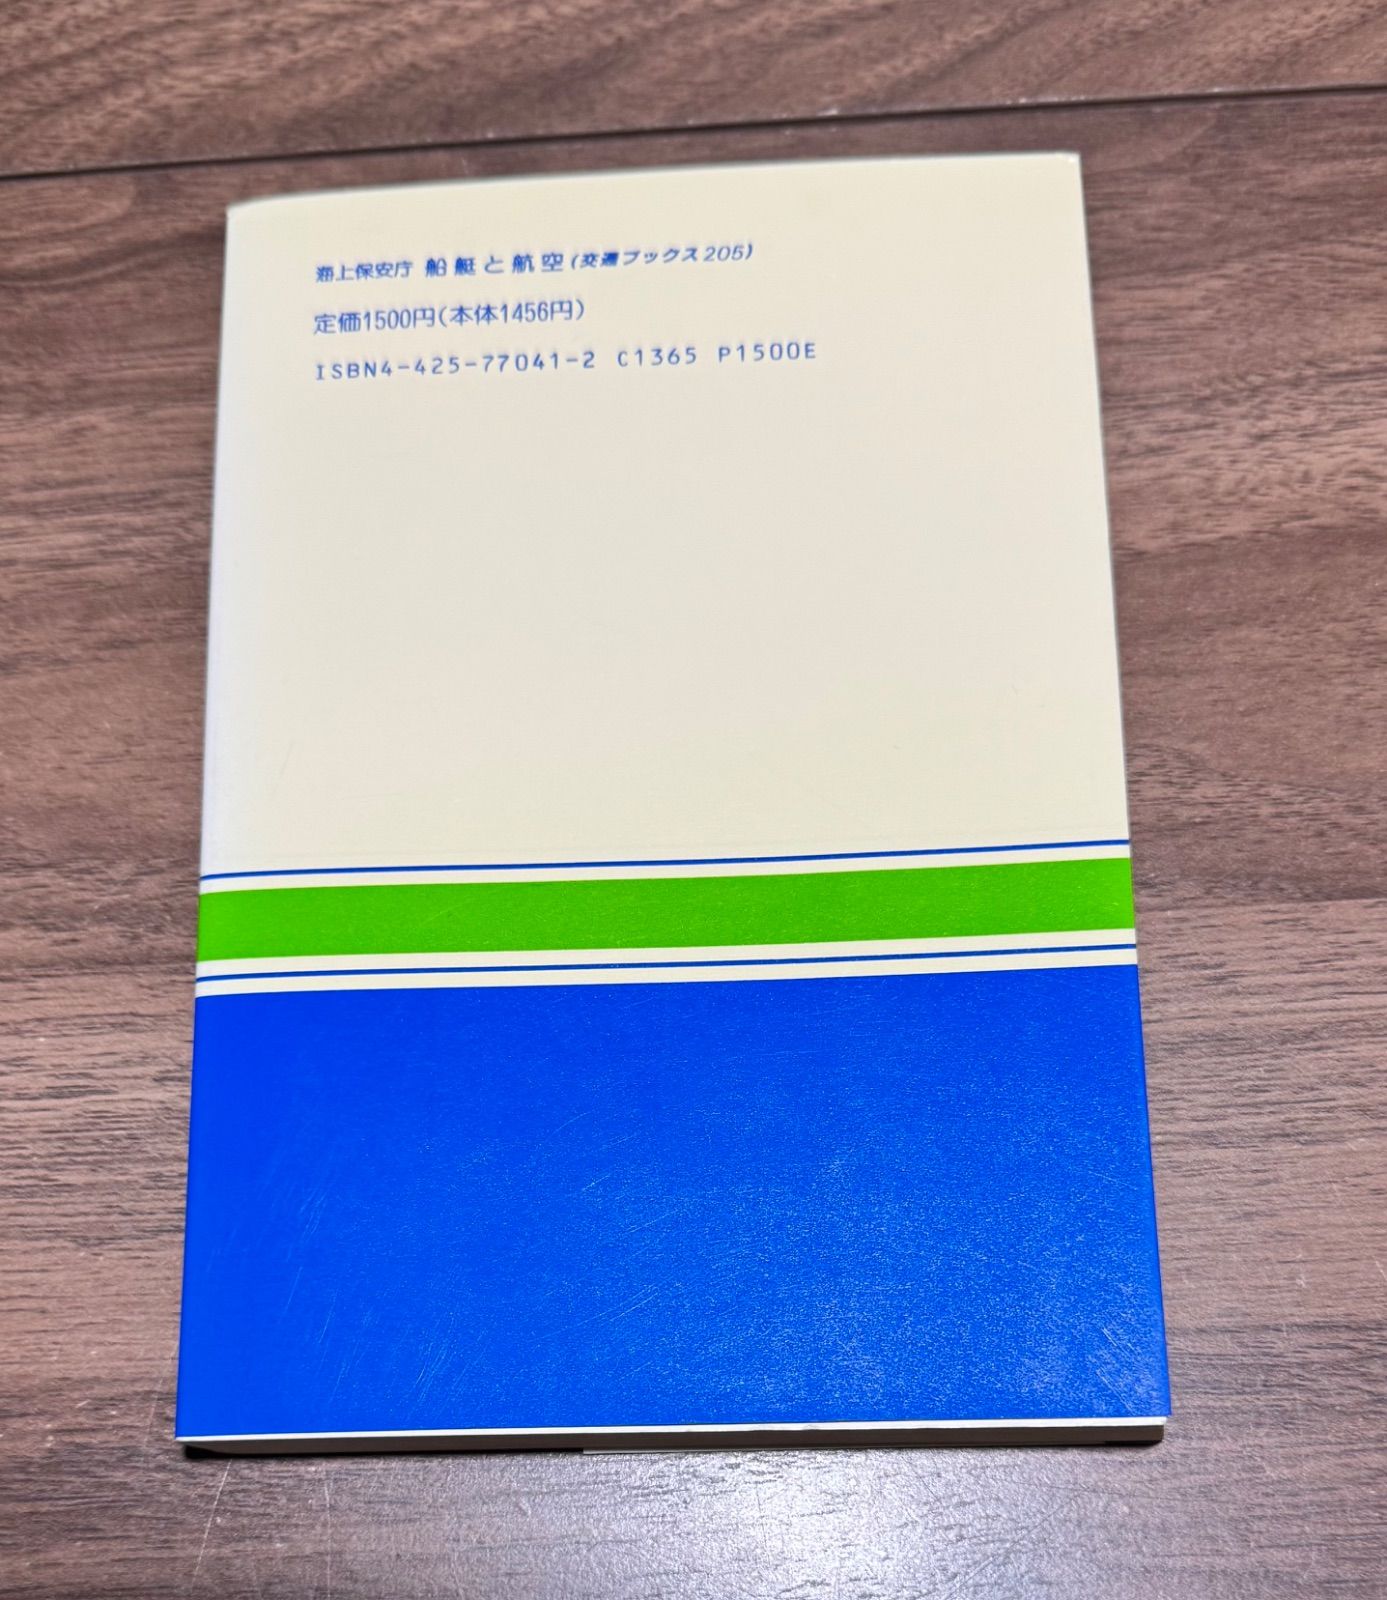 海上保安庁 船艇と航空(交通ブックス205)
定価1500円(本体1456円)
ISBN4-425-77041-2 C1365 P1500E